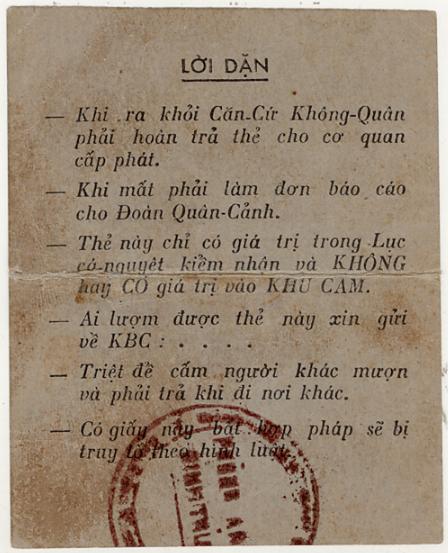 LỜI DẶN
— Khi ra khỏi Căn-Cứ Không-Quân
phải hoàn trả thẻ cho cơ quan
cấp phát.
— Khi mất phải làm đơn báo cáo
cho Đoàn Quân-Cảnh.
— Thẻ này chỉ có giá trị trong Lục
cá-nguyệt kiểm nhận và KHÔNG
hay CÓ giá trị vào KHU CẤM.
— Ai lượm được thẻ này xin gửi
về KBC : . . . .
— Triệt để cấm người khác mượn
và phải trả khi đi nơi khác.
— Có giấy này bất hợp pháp sẽ bị
truy tố theo hình luật.